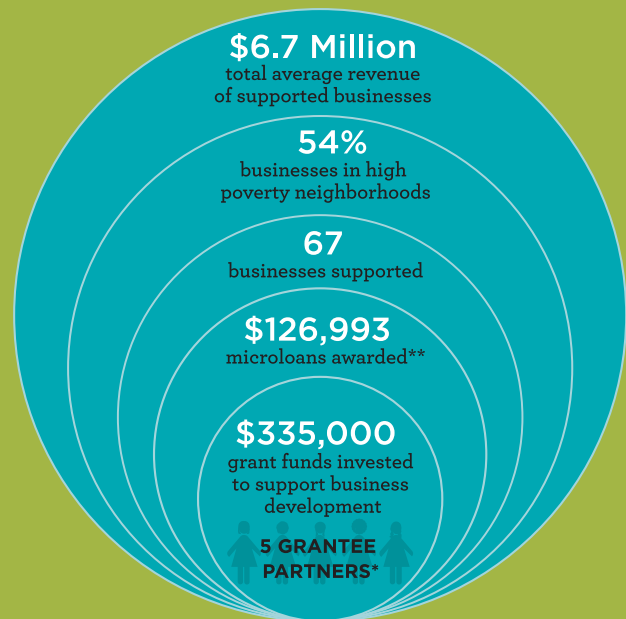 $6.7 Million
total average revenue
of supported businesses
54%
businesses in high
poverty neighborhoods
67
businesses supported
$126,993
microloans awarded**
$335,000
grant funds invested
to support business
development
5 GRANTEE
PARTNERS*